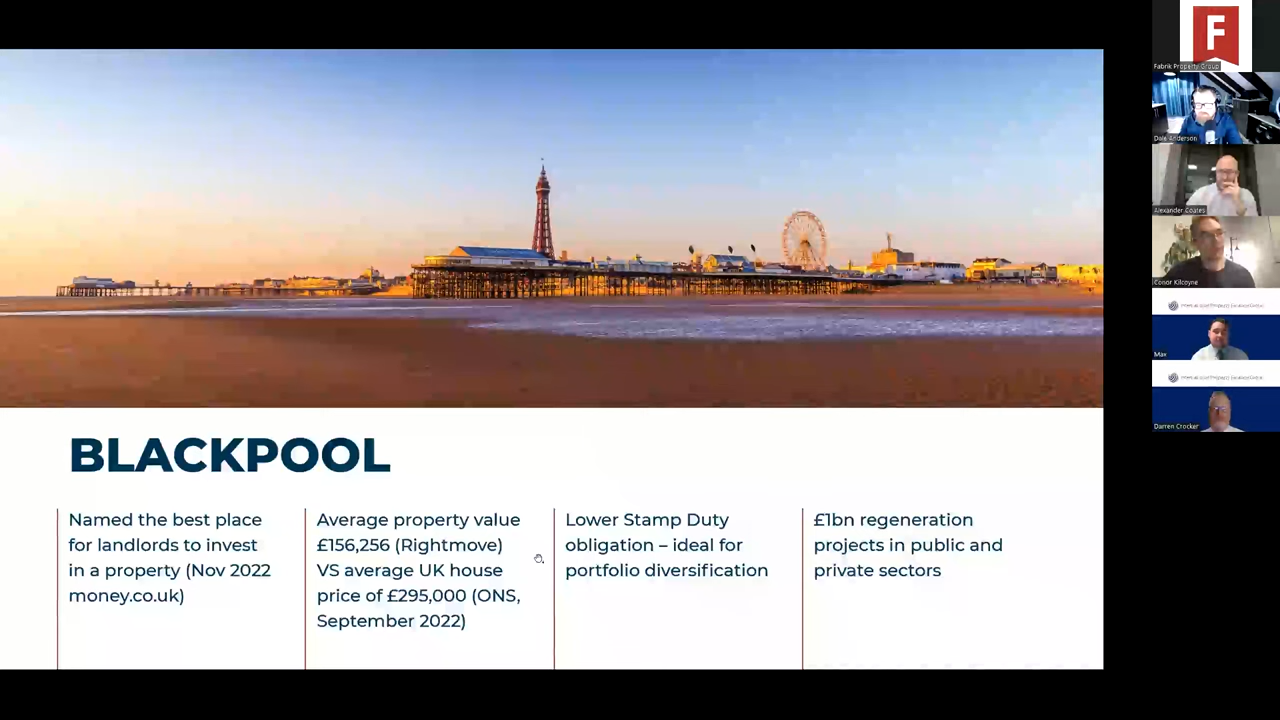 BLACKPOOL
Named the best place
for landlords to invest
in a property (Nov 2022
money.co.uk)
Average property value
£156,256 (Rightmove)
VS average UK house
price of £295,000 (ONS,
September 2022)
Lower Stamp Duty
obligation – ideal for
portfolio diversification
£1bn regeneration
projects in public and
private sectors
F
Fabrik Property Group
Dale Anderson
Alexander Coates
Conor Kilcoyne
Max
Darren Crocker